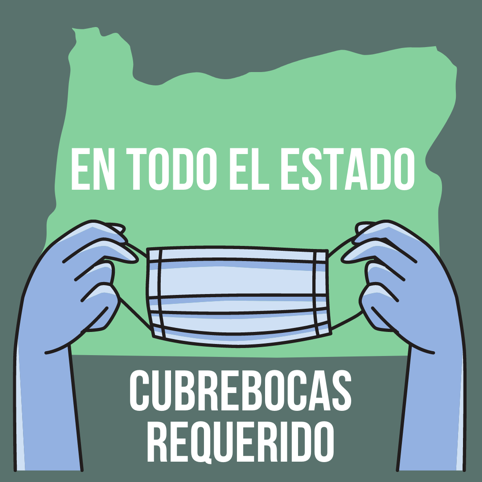 EN TODO EL ESTADO
CUBREBOCAS
REQUERIDO